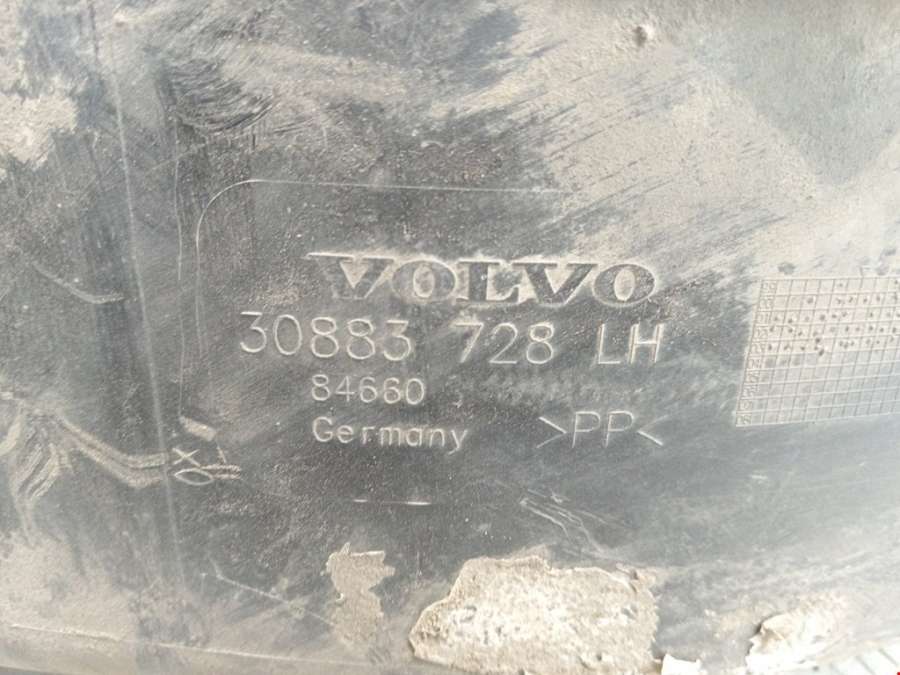 VOLVO
30883 728 LH
84660
Germany >PP<